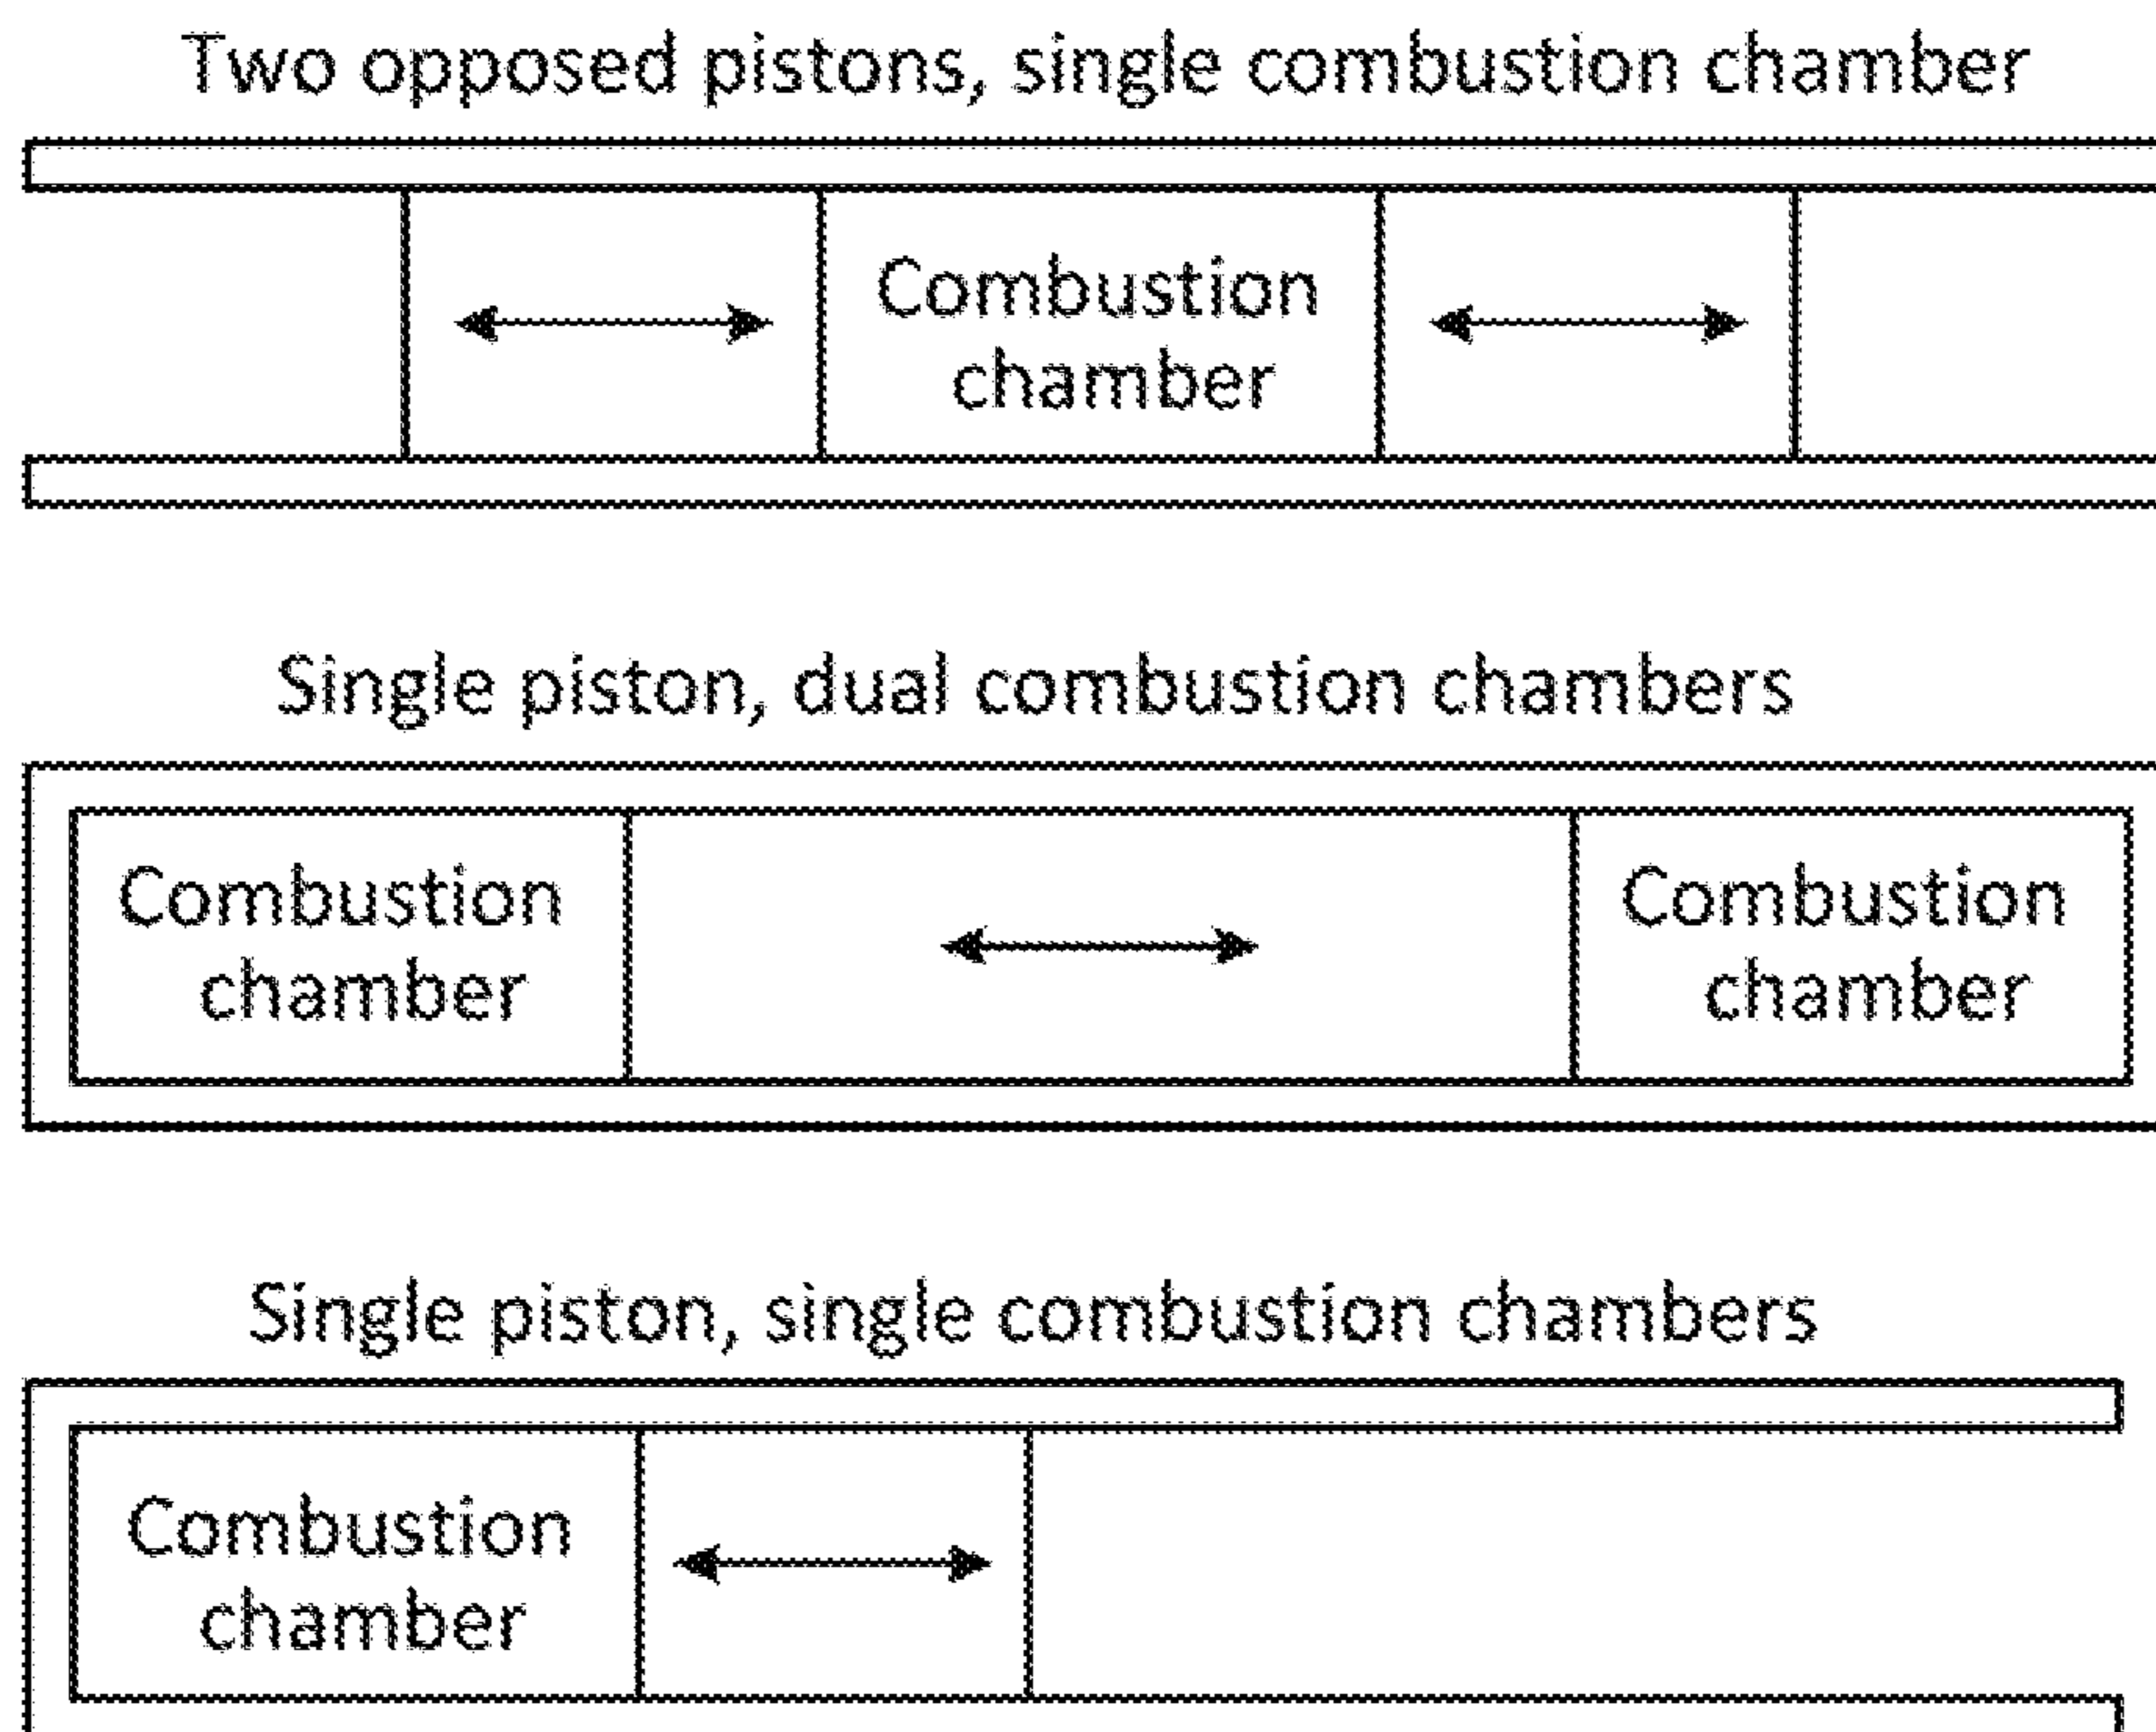 Two opposed pistons, single combustion chamber
Combustion
chamber
Single piston, dual combustion chambers
Combustion
chamber
Combustion
chamber
Single piston, single combustion chambers
Combustion
chamber